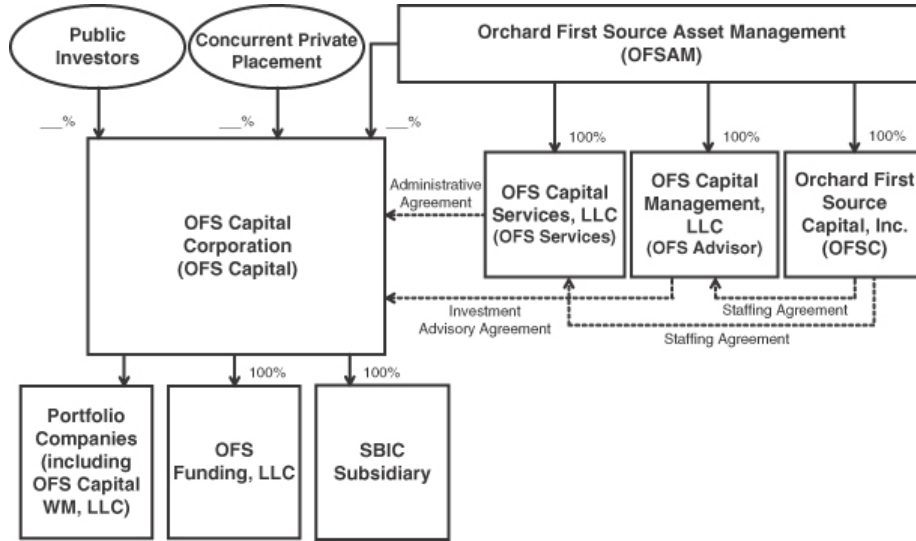 Public
Investors
Concurrent Private
Placement
Orchard First Source Asset Management
(OFSAM)
___%
___%
___%
100%
100%
100%
OFS Capital
Corporation
(OFS Capital)
Administrative
Agreement
OFS Capital
Services, LLC
(OFS Services)
OFS Capital
Management,
LLC
(OFS Advisor)
Orchard First
Source
Capital, Inc.
(OFSC)
Investment
Advisory Agreement
Staffing Agreement
Staffing Agreement
100%
100%
Portfolio
Companies
(including
OFS Capital
WM, LLC)
OFS
Funding, LLC
SBIC
Subsidiary